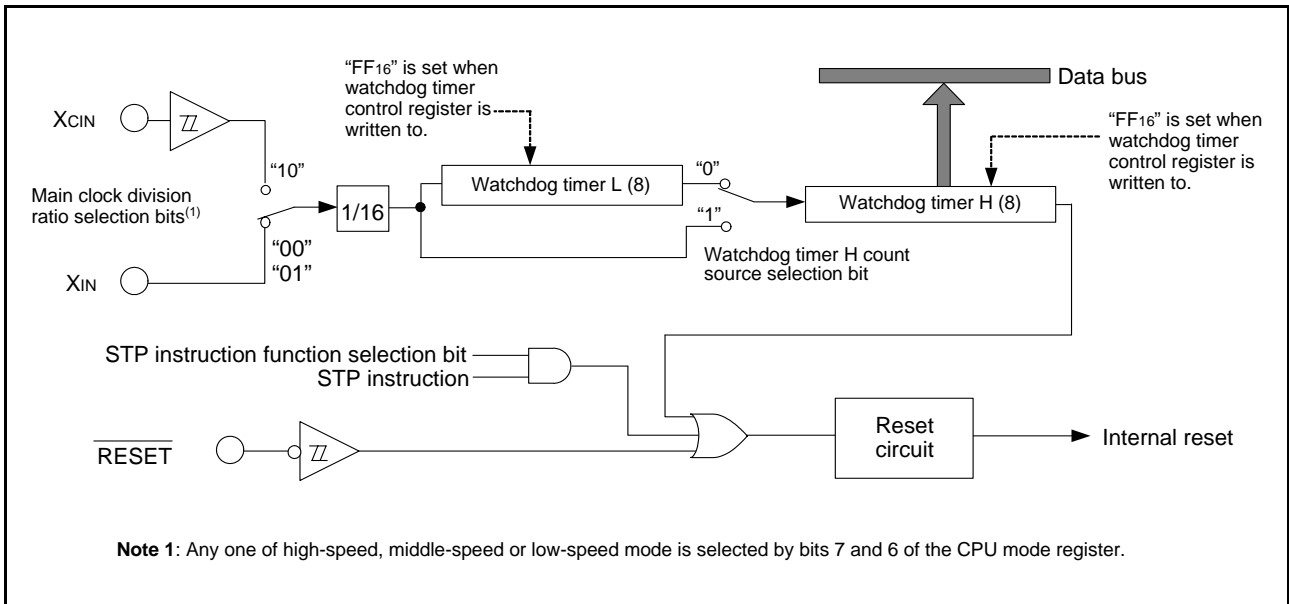 “FF16” is set when
watchdog timer
control register is
written to.
Data bus
“FF16” is set when
watchdog timer
control register is
written to.
XCIN
“10”
Main clock division
ratio selection bits(1)
1/16
“00”
“01”
XIN
Watchdog timer L (8)
“0”
“1”
Watchdog timer H (8)
Watchdog timer H count
source selection bit
STP instruction function selection bit
STP instruction
RESET
Reset
circuit
Internal reset
Note 1: Any one of high-speed, middle-speed or low-speed mode is selected by bits 7 and 6 of the CPU mode register.